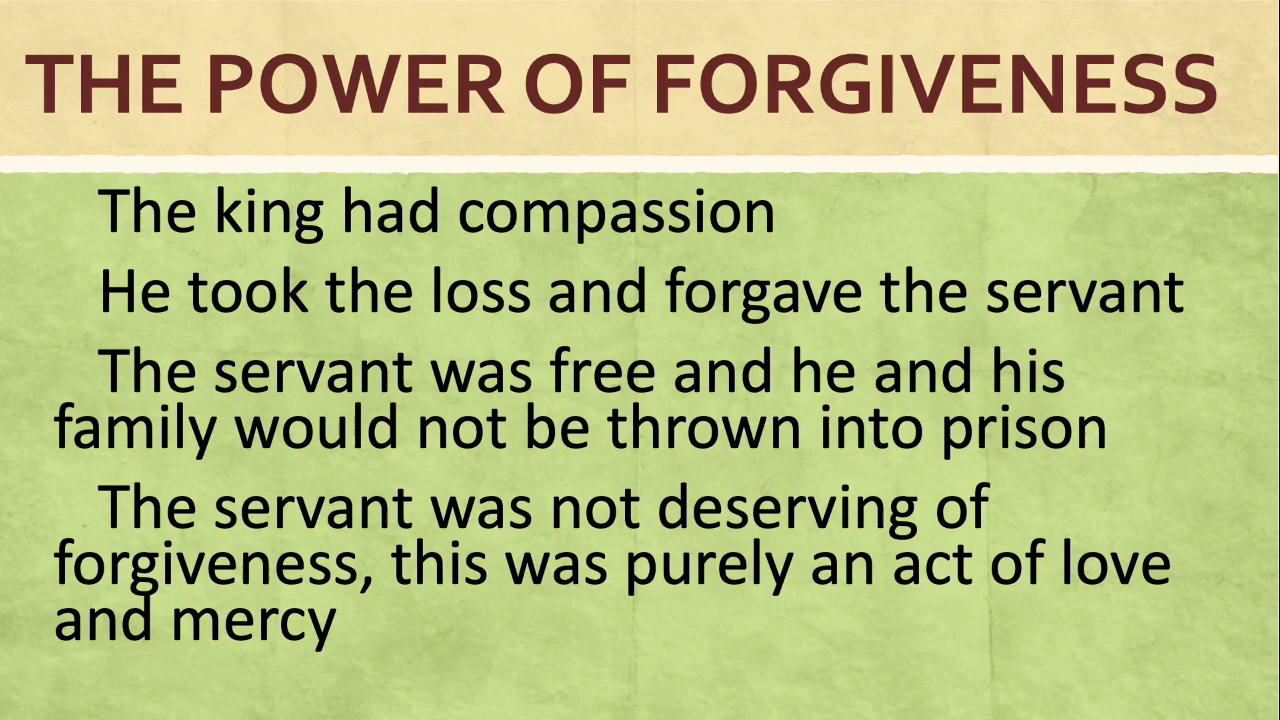 THE POWER OF FORGIVENESS
The king had compassion
He took the loss and forgave the servant
The servant was free and he and his
family would not be thrown into prison
The servant was not deserving of
forgiveness, this was purely an act of love
and mercy